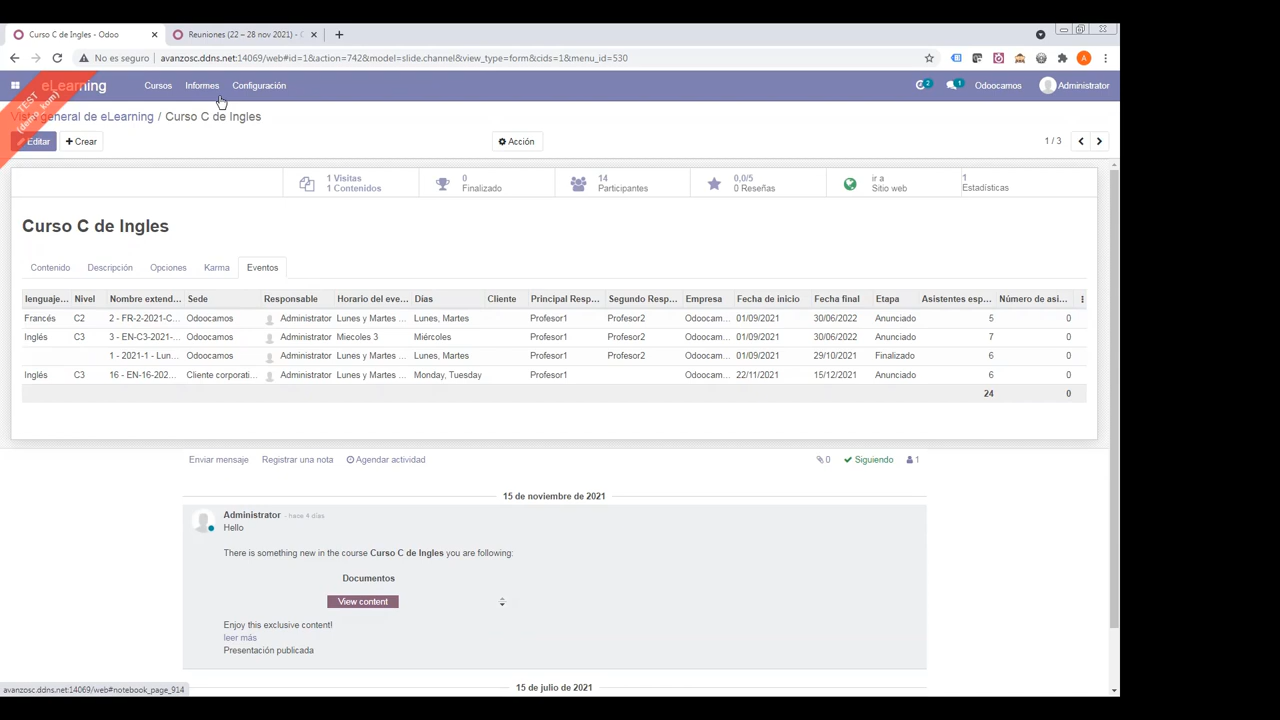 Curso C de Ingles - Odoo
Reuniones (22 – 28 nov 2021) -
No es seguro
avanzosc.ddns.net:14069/web#id=1&action=742&model=slide.channel&view_type=form&cids=1&menu_id=530
A
TEST
(demo_kom)
eLearning
Cursos
Informes
Configuración
2
1
Odoocamos
Administrator
general de eLearning / Curso C de Ingles
Editar
Crear
Acción
1 / 3
1 Visitas
1 Contenidos
0
Finalizado
14
Participantes
0,0/5
0 Reseñas
ir a
Sitio web
1
Estadísticas
Curso C de Ingles
Contenido
Descripción
Opciones
Karma
Eventos
lenguaje... Nivel Nombre extend... Sede Responsable Horario del eve... Días Cliente Principal Resp... Segundo Resp... Empresa Fecha de inicio Fecha final Etapa Asistentes esp... Número de asi...
Francés C2 2 - FR-2-2021-C... Odoocamos Administrator Lunes y Martes ... Lunes, Martes Profesor1 Profesor2 Odoocam... 01/09/2021 30/06/2022 Anunciado 5 0
Inglés C3 3 - EN-C3-2021-... Odoocamos Administrator Miecoles 3 Miércoles Profesor1 Profesor2 Odoocam... 01/09/2021 30/06/2022 Anunciado 7 0
1 - 2021-1 - Lun... Odoocamos Administrator Lunes y Martes ... Lunes, Martes Profesor1 Profesor2 Odoocam... 01/09/2021 29/10/2021 Finalizado 6 0
Inglés C3 16 - EN-16-202... Cliente corporati... Administrator Lunes y Martes ... Monday, Tuesday Profesor1 Odoocam... 22/11/2021 15/12/2021 Anunciado 6 0
24 0
Enviar mensaje
Registrar una nota
Agendar actividad
0
Siguiendo
1
15 de noviembre de 2021
Administrator - hace 4 días
Hello
There is something new in the course Curso C de Ingles you are following:
Documentos
View content
Enjoy this exclusive content!
leer más
Presentación publicada
15 de julio de 2021
avanzosc.ddns.net:14069/web#notebook_page_914